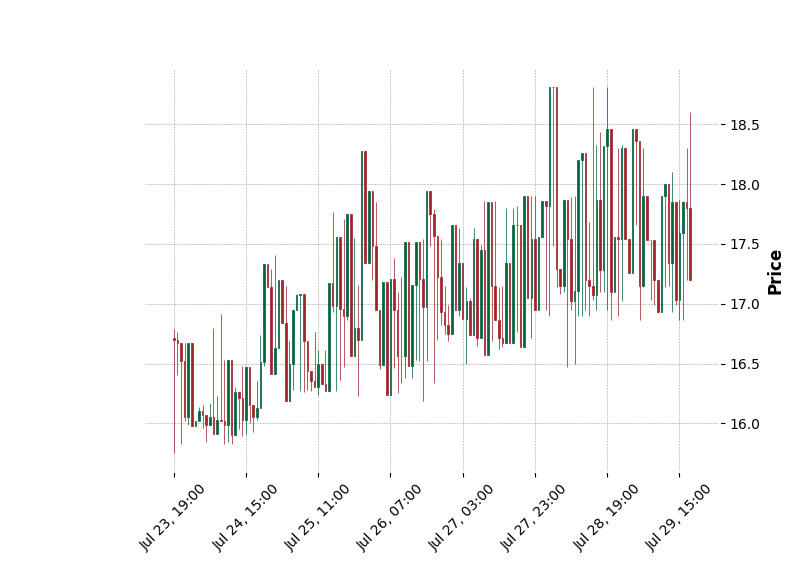 18.5
18.0
17.5
17.0
16.5
16.0
Price
Jul 23, 19:00
Jul 24, 15:00
Jul 25, 11:00
Jul 26, 07:00
Jul 27, 03:00
Jul 27, 23:00
Jul 28, 19:00
Jul 29, 15:00